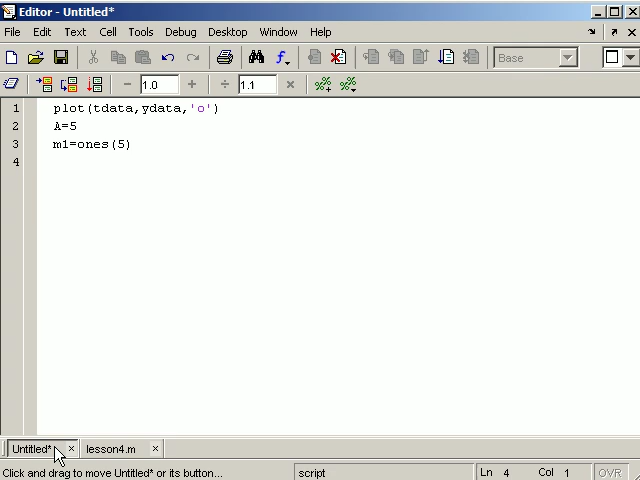 Editor - Untitled*
File Edit Text Cell Tools Debug Desktop Window Help
Base
1.0 1.1
1 plot(tdata,ydata,'o')
2 A=5
3 m1=ones(5)
4
Untitled* lesson4.m
Click and drag to move Untitled* or its button... script Ln 4 Col 1 OVR